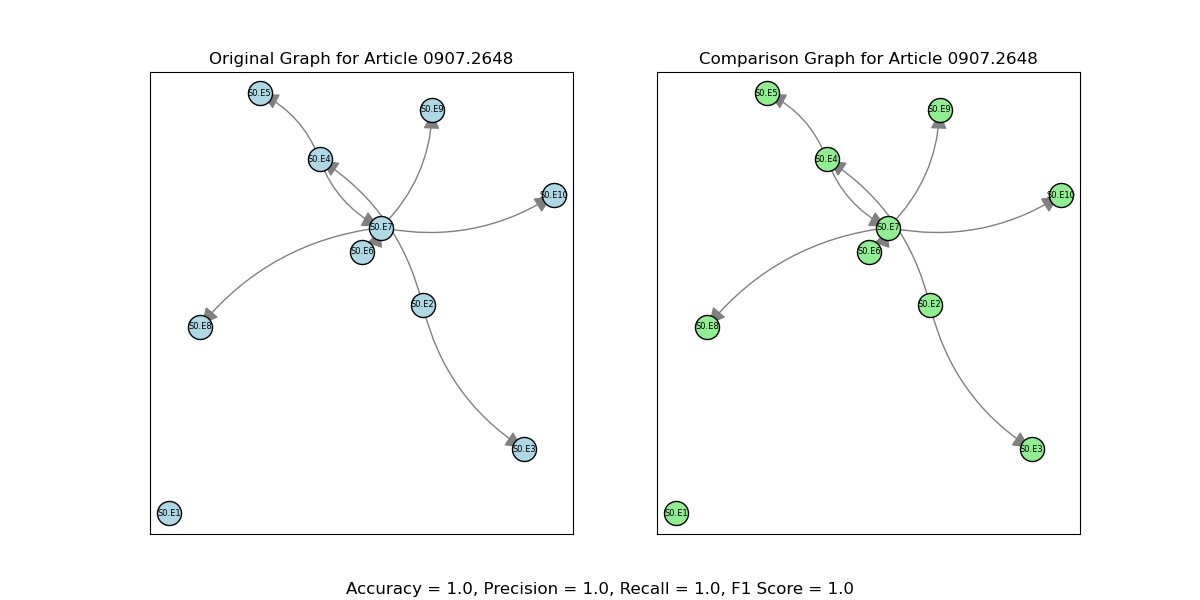 Original Graph for Article 0907.2648
S0.E5
S0.E9
S0.E4
S0.E10
S0.E7
S0.E6
S0.E2
S0.E8
S0.E3
S0.E1
Comparison Graph for Article 0907.2648
S0.E5
S0.E9
S0.E4
S0.E10
S0.E7
S0.E6
S0.E2
S0.E8
S0.E3
S0.E1
Accuracy = 1.0, Precision = 1.0, Recall = 1.0, F1 Score = 1.0